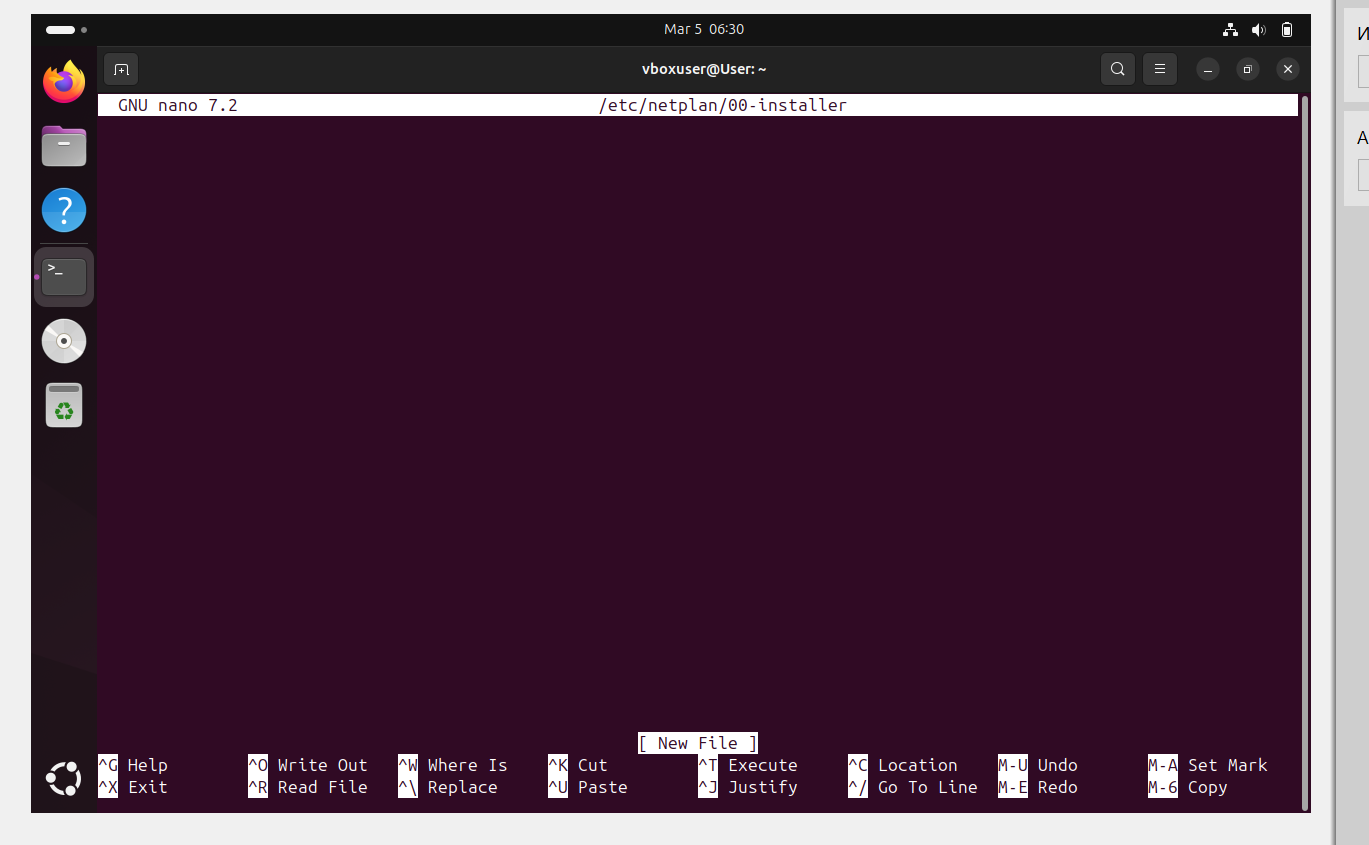 Mar 5 06:30
vboxuser@User: ~
GNU nano 7.2 /etc/netplan/00-installer
[ New File ]
^G Help ^O Write Out ^W Where Is ^K Cut ^T Execute ^C Location M-U Undo M-A Set Mark
^X Exit ^R Read File ^\ Replace ^U Paste ^J Justify ^/ Go To Line M-E Redo M-6 Copy